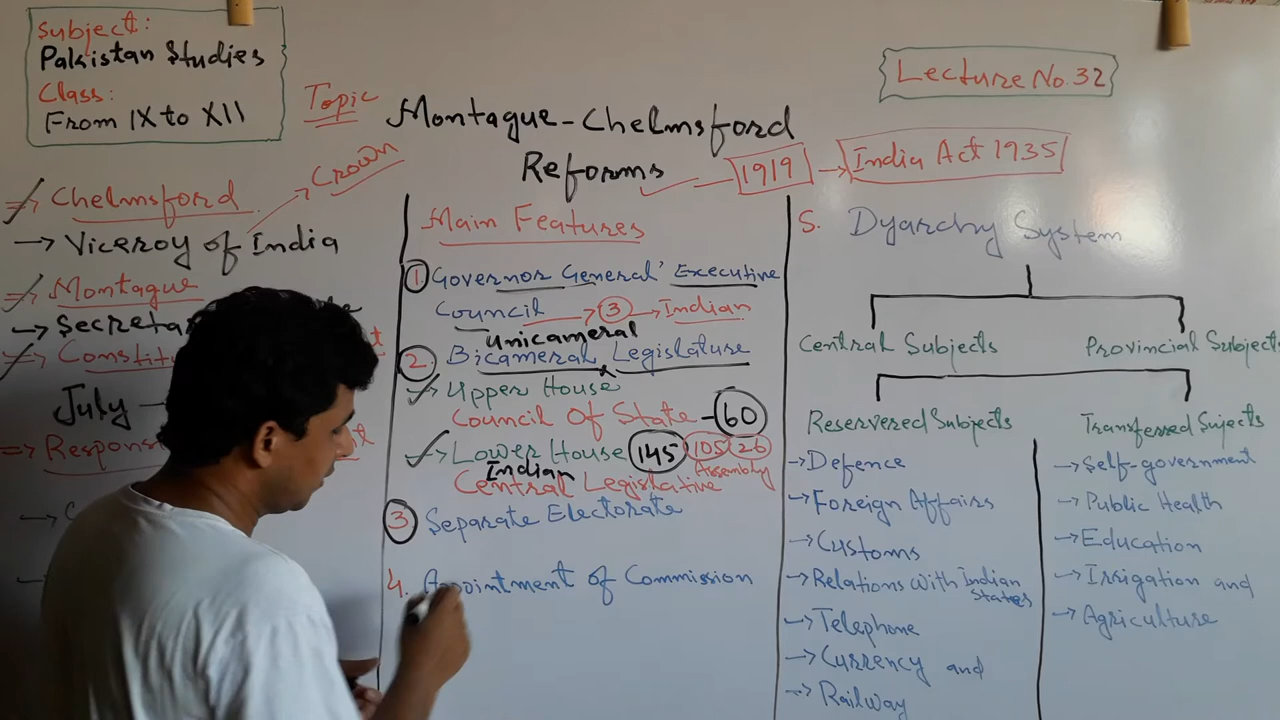 Subject:
Pakistan Studies
Class:
From IX to XII
Lecture No. 32
Topic
Montague-Chelmsford
Reforms
1919
India Act 1935
Chelmsford
Crown
Viceroy of India
Montague
July
Main Features
1. Governor General' Executive
Council → 3 → Indian
Unicameral
2. Bicameral Legislature
Upper House
Council Of State - 60
Lower House 145 105 26
Assembly
Indian
Central Legislative
3 Separate Electorate
4. Appointment of Commission
5. Dyarchy System
Central Subjects
Provincial Subject
Reservered Subjects
→ Defence
→ Foreign Affairs
→ Customs
→ Relations with Indian
States
→ Telephone
→ Currency and
→ Railway
Transferred Sujects
→ Self-government
→ Public Health
→ Education
→ Irrigation and
→ Agriculture